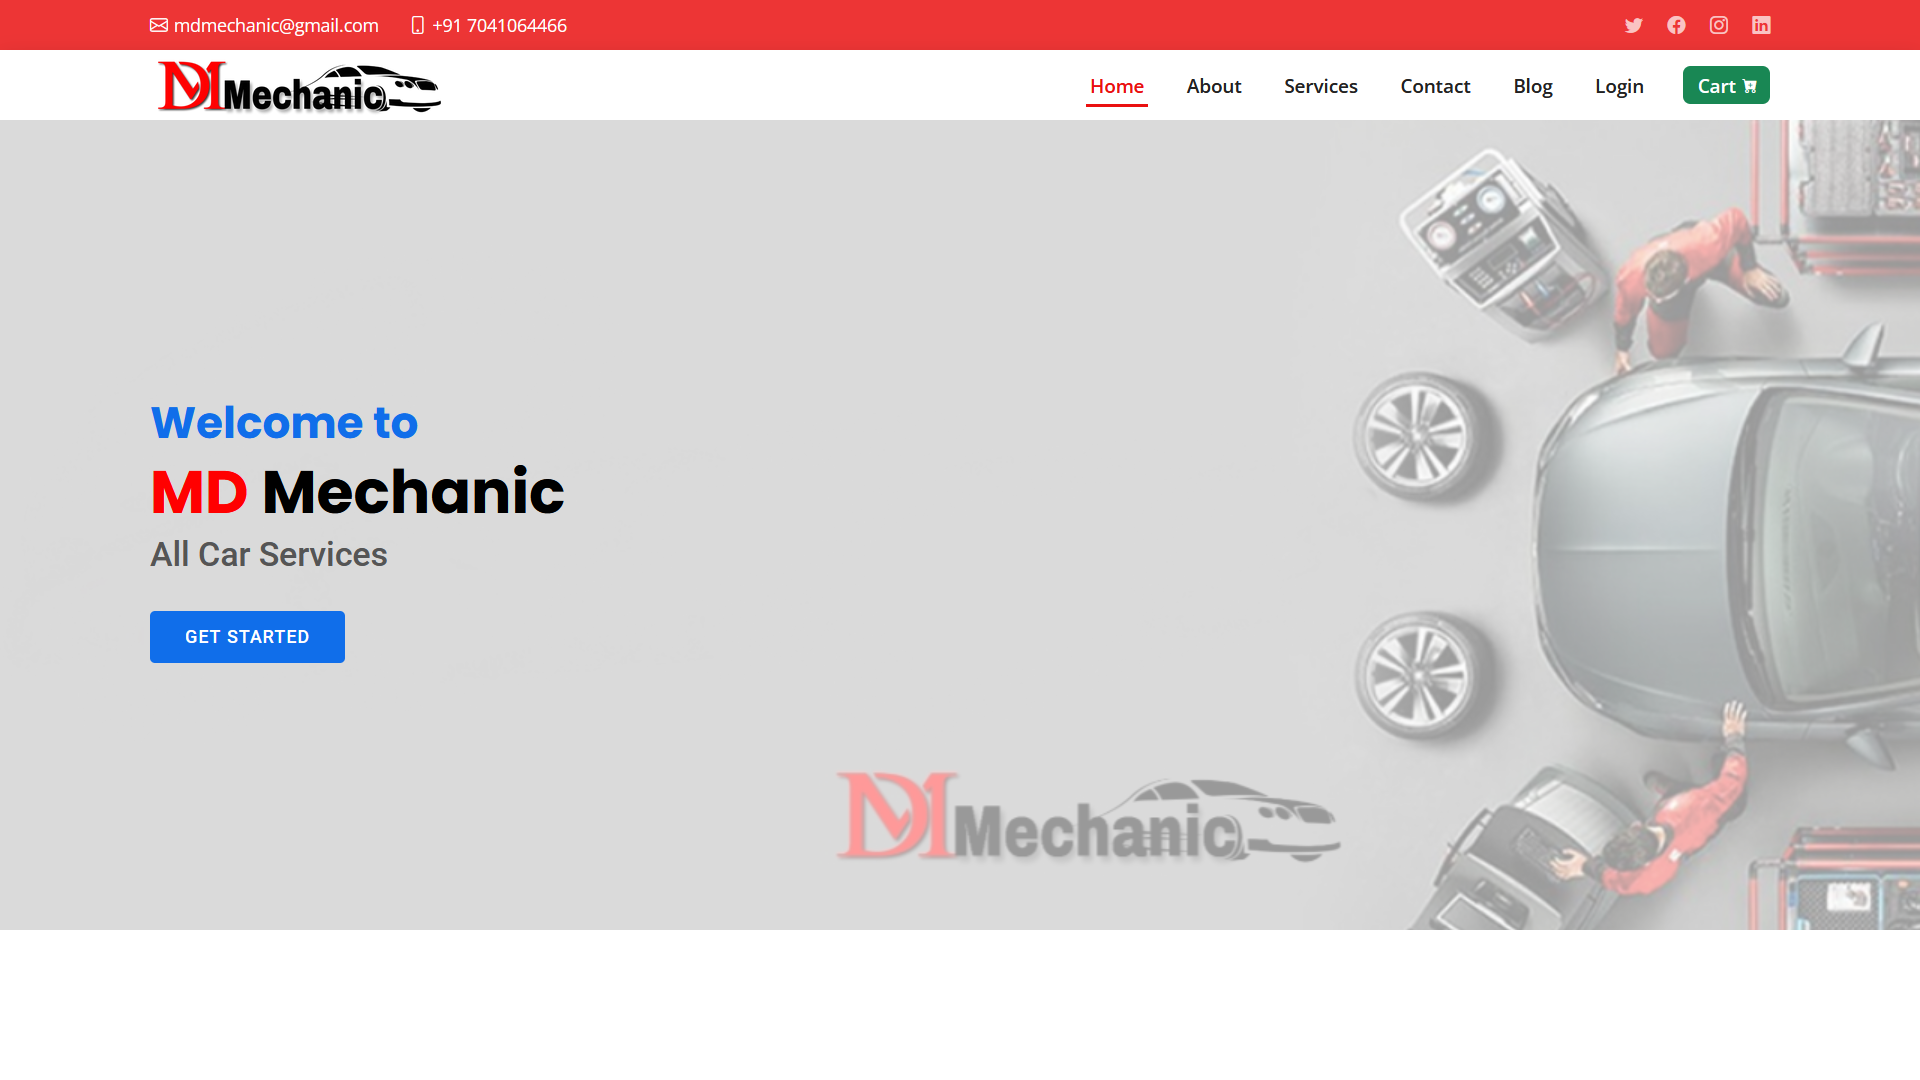 mdmechanic@gmail.com +91 7041064466
MD Mechanic
Home About Services Contact Blog Login Cart
Welcome to
MD Mechanic
All Car Services
GET STARTED
MD Mechanic